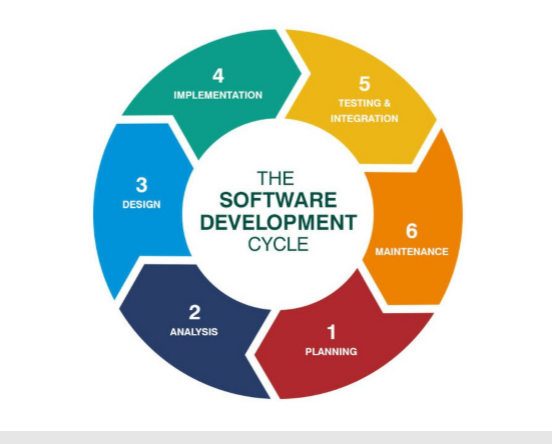 THE
SOFTWARE
DEVELOPMENT
CYCLE
1
PLANNING
2
ANALYSIS
3
DESIGN
4
IMPLEMENTATION
5
TESTING &
INTEGRATION
6
MAINTENANCE